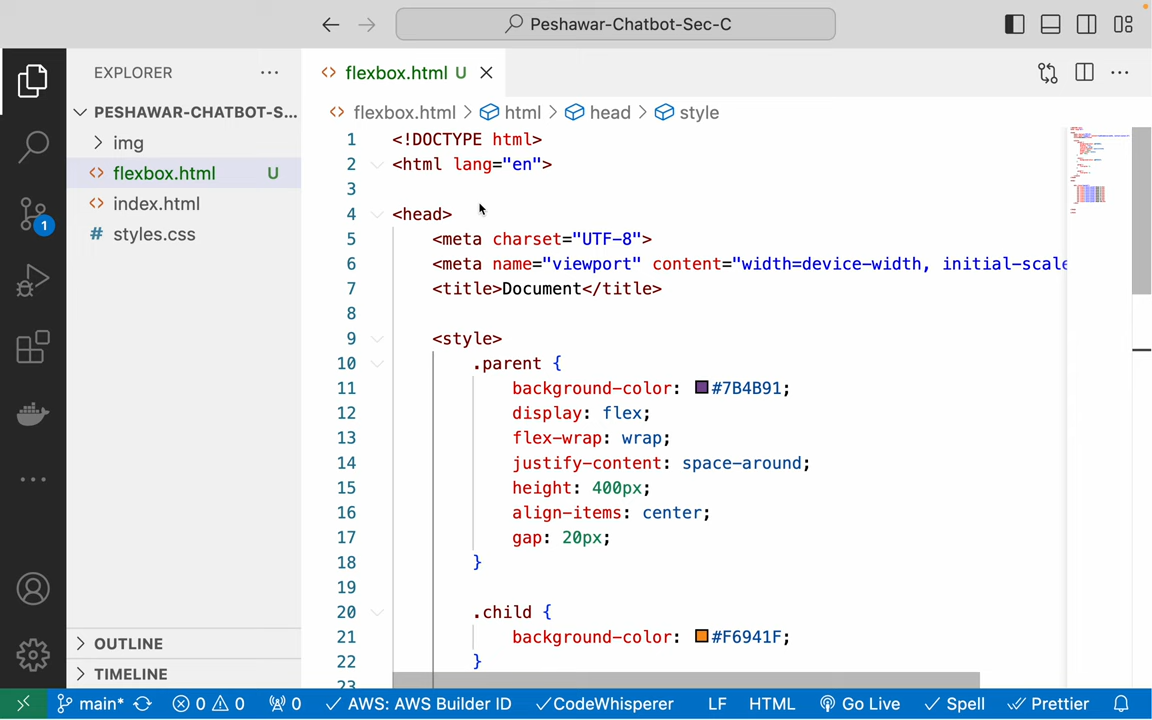 Peshawar-Chatbot-Sec-C
EXPLORER
PESHAWAR-CHATBOT-S...
img
flexbox.html U
index.html
styles.css
OUTLINE
TIMELINE
1
flexbox.html U
flexbox.html > html > head > style
1 <!DOCTYPE html>
2 <html lang="en">
3
4 <head>
5 <meta charset="UTF-8">
6 <meta name="viewport" content="width=device-width, initial-scale
7 <title>Document</title>
8
9 <style>
10 .parent {
11 background-color: #7B4B91;
12 display: flex;
13 flex-wrap: wrap;
14 justify-content: space-around;
15 height: 400px;
16 align-items: center;
17 gap: 20px;
18 }
19
20 .child {
21 background-color: #F6941F;
22 }
23
main* 0 0 0 AWS: AWS Builder ID CodeWhisperer LF HTML Go Live Spell Prettier